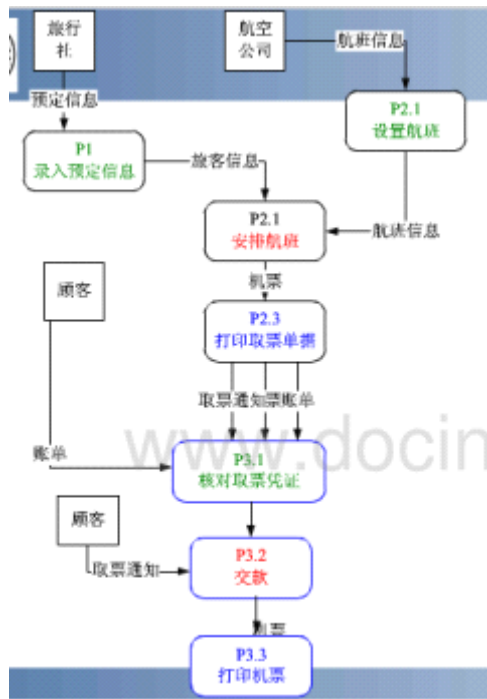 旅行
社
航空
公司
航班信息
预定信息
P2.1
设置航班
P1
录入预定信息
旅客信息
P2.1
安排航班
航班信息
机票
顾客
P2.3
打印取票单据
取票通知票账单
www.docin
账单
P3.1
核对取票凭证
顾客
P3.2
交款
取票通知
机票
P3.3
打印机票